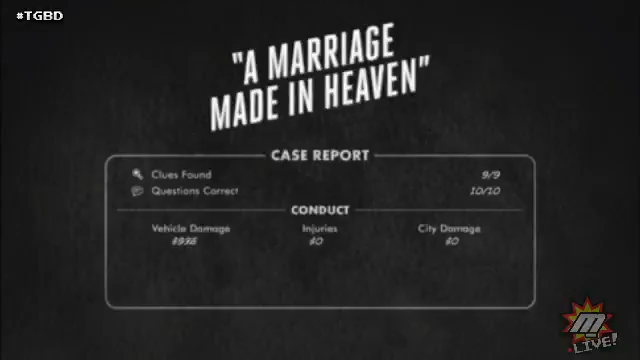 #TGBD
"A MARRIAGE
MADE IN HEAVEN"
CASE REPORT
Clues Found 9/9
Questions Correct 10/10
CONDUCT
Vehicle Damage Injuries City Damage
$0 $0
M
LIVE!